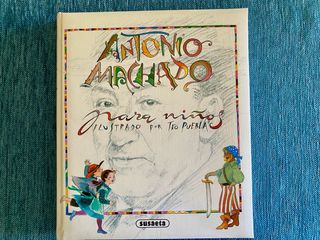 ANTONIO
MACHADO
para niños
ILUSTRADO POR TEO PUEBLA
susaeta